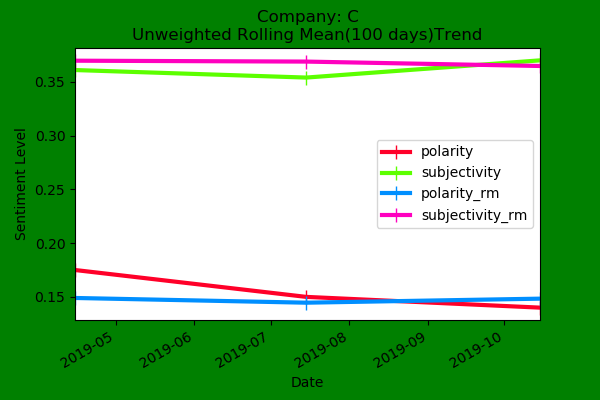 Company: C
Unweighted Rolling Mean(100 days)Trend
Sentiment Level
0.35
0.30
0.25
0.20
0.15
polarity
subjectivity
polarity_rm
subjectivity_rm
2019-05
2019-06
2019-07
2019-08
2019-09
2019-10
Date